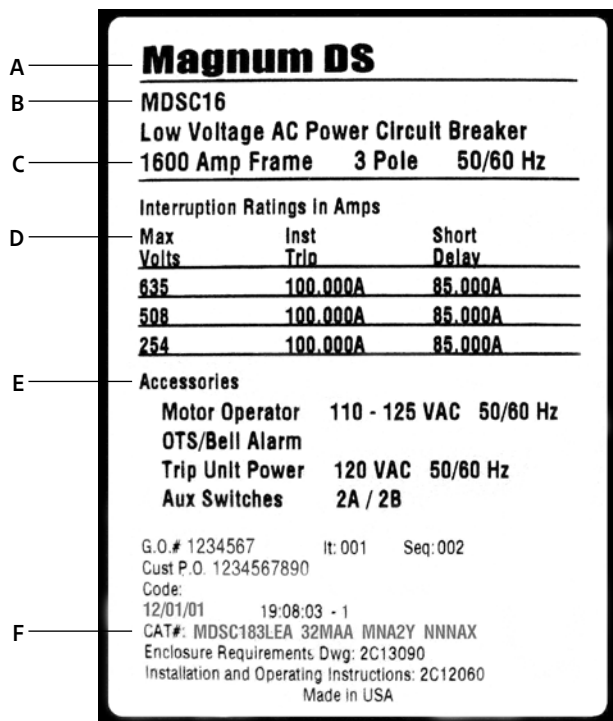 A
Magnum DS
B
MDSC16
Low Voltage AC Power Circuit Breaker
C
1600 Amp Frame 3 Pole 50/60 Hz
Interruption Ratings in Amps
D
Max Inst Short
Volts Trip Delay
635 100.000A 85.000A
508 100.000A 85.000A
254 100.000A 85.000A
E
Accessories
Motor Operator 110 - 125 VAC 50/60 Hz
OTS/Bell Alarm
Trip Unit Power 120 VAC 50/60 Hz
Aux Switches 2A / 2B
G.O.# 1234567 It: 001 Seq: 002
Cust P.O. 1234567890
Code:
12/01/01 19:08:03 - 1
F
CAT#: MDSC183LEA 32MAA MNA2Y NNNAX
Enclosure Requirements Dwg: 2C13090
Installation and Operating Instructions: 2C12060
Made in USA